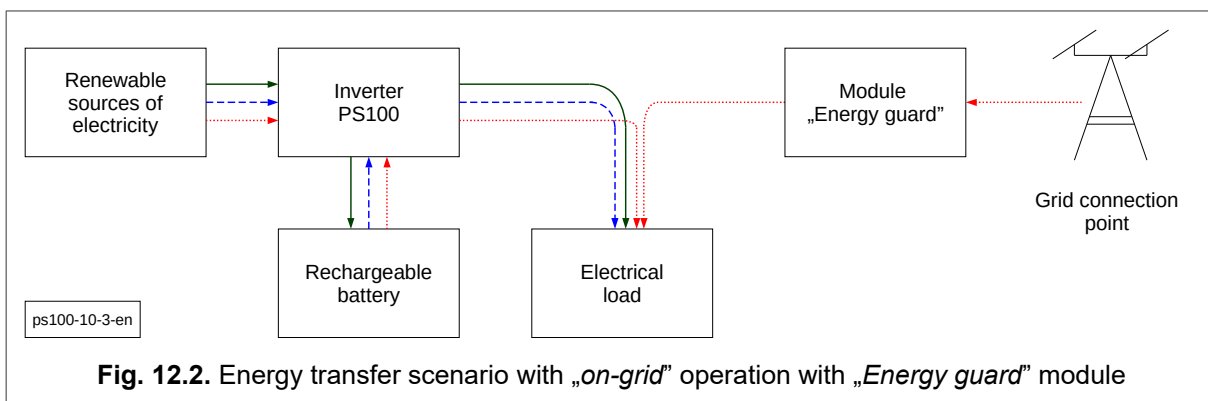 Renewable
sources of
electricity
Inverter
PS100
Module
„Energy guard”
Grid connection
point
Rechargeable
battery
Electrical
load
ps100-10-3-en
Fig. 12.2. Energy transfer scenario with „on-grid” operation with „Energy guard” module